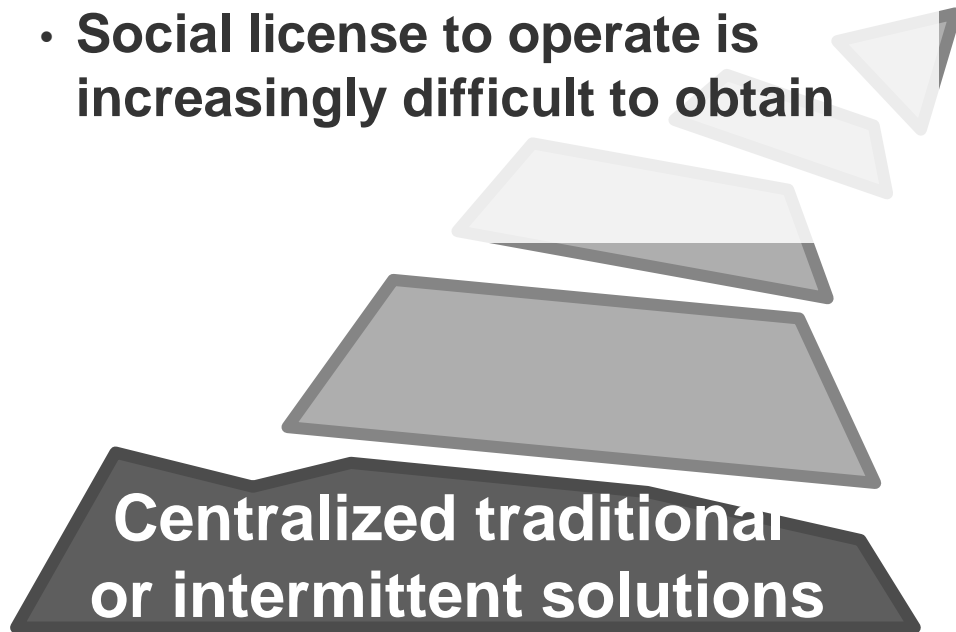 • Social license to operate is
increasingly difficult to obtain
Centralized traditional
or intermittent solutions